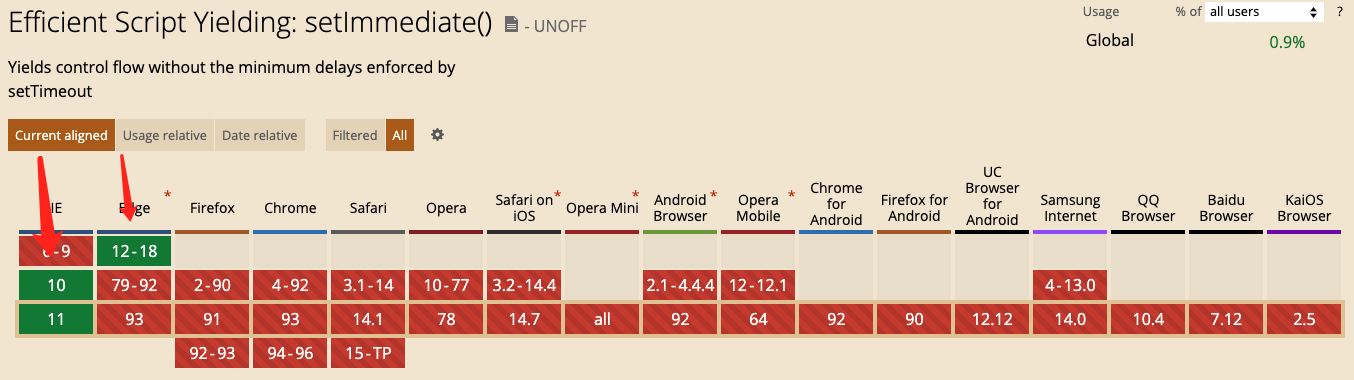 Efficient Script Yielding: setImmediate() - UNOFF
Usage % of all users ?
Global 0.9%
Yields control flow without the minimum delays enforced by
setTimeout
Current aligned Usage relative Date relative Filtered All
IE Edge * Firefox Chrome Safari Opera Safari on iOS * Opera Mini * Android Browser * Opera Mobile * Chrome for Android Firefox for Android UC Browser for Android Samsung Internet QQ Browser Baidu Browser KaiOS Browser
-9 12-18
10 79-92 2-90 4-92 3.1-14 10-77 3.2-14.4 2.1-4.4.4 12-12.1 4-13.0
11 93 91 93 14.1 78 14.7 all 92 64 92 90 12.12 14.0 10.4 7.12 2.5
92-93 94-96 15-TP